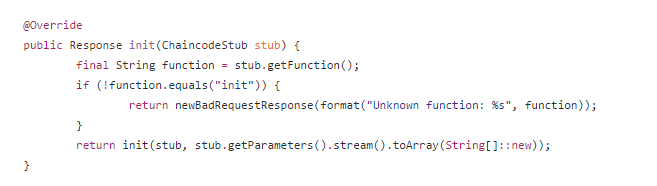 @Override
public Response init(ChaincodeStub stub) {
        final String function = stub.getFunction();
        if (!function.equals("init")) {
                return newBadRequestResponse(format("Unknown function: %s", function));
        }
        return init(stub, stub.getParameters().stream().toArray(String[]::new));
}